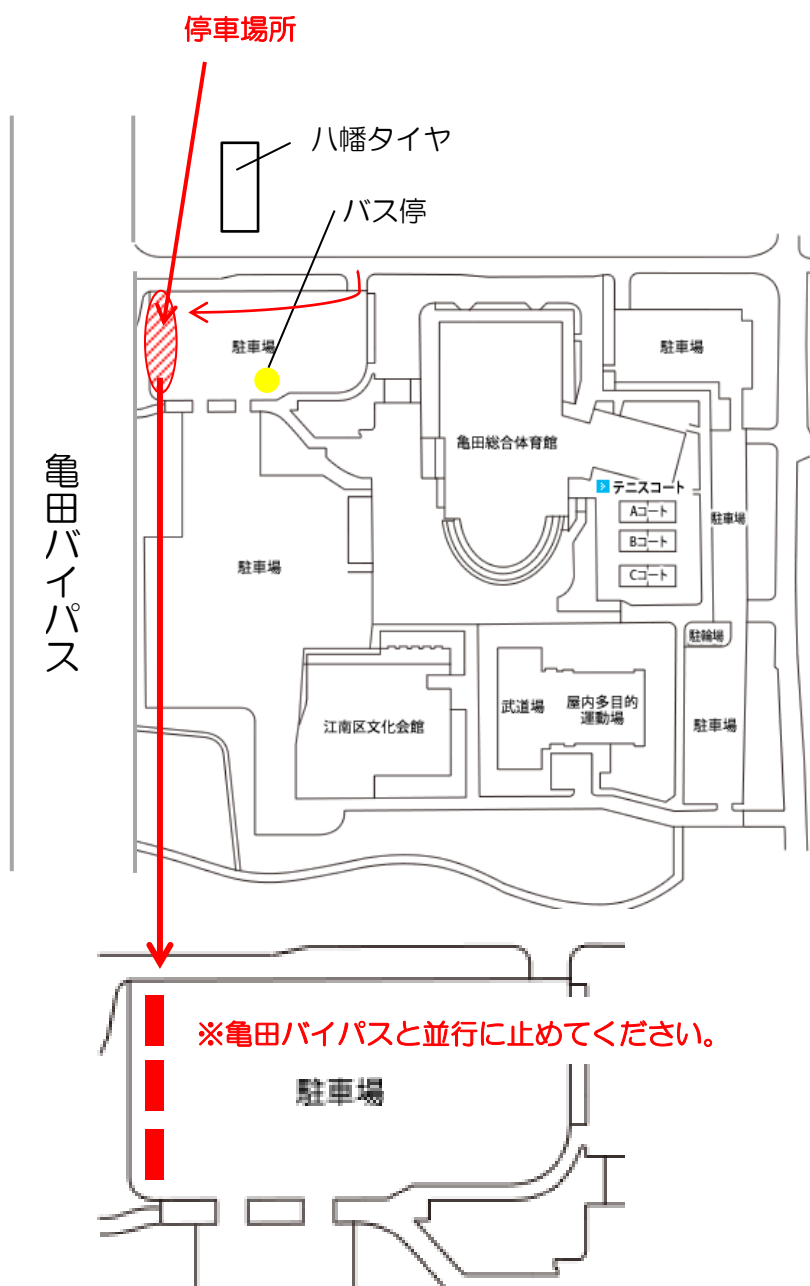 停車場所
八幡タイヤ
バス停
駐車場
駐車場
亀田総合体育館
テニスコート
Aコート
Bコート
Cコート
駐車場
亀田バイパス
駐車場
駐輪場
江南区文化会館
武道場
屋内多目的
運動場
駐車場
※亀田バイパスと並行に止めてください。
駐車場